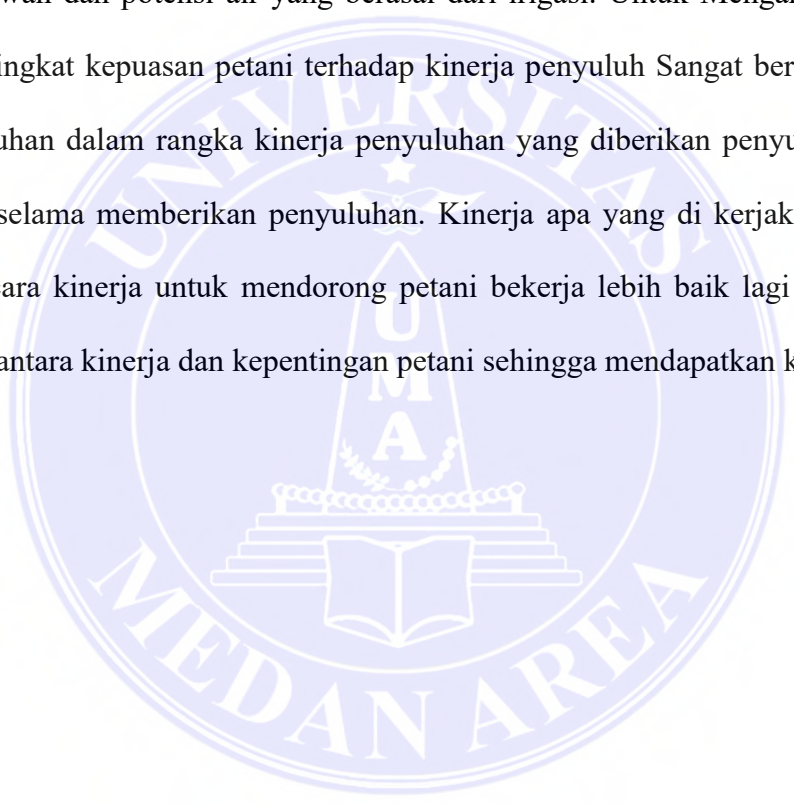 dan potensi air yang berasal dari irigasi. Untuk
ingkat kepuasan petani terhadap kinerja penyuluh Sangat ber
uhan dalam rangka kinerja penyuluhan yang diberikan penyu
selama memberikan penyuluhan. Kinerja apa yang di kerjak
ara kinerja untuk mendorong petani bekerja lebih baik lagi
antara kinerja dan kepentingan petani sehingga mendapatkan k
UNIVERSITAS
U
M
A
MEDAN AREA